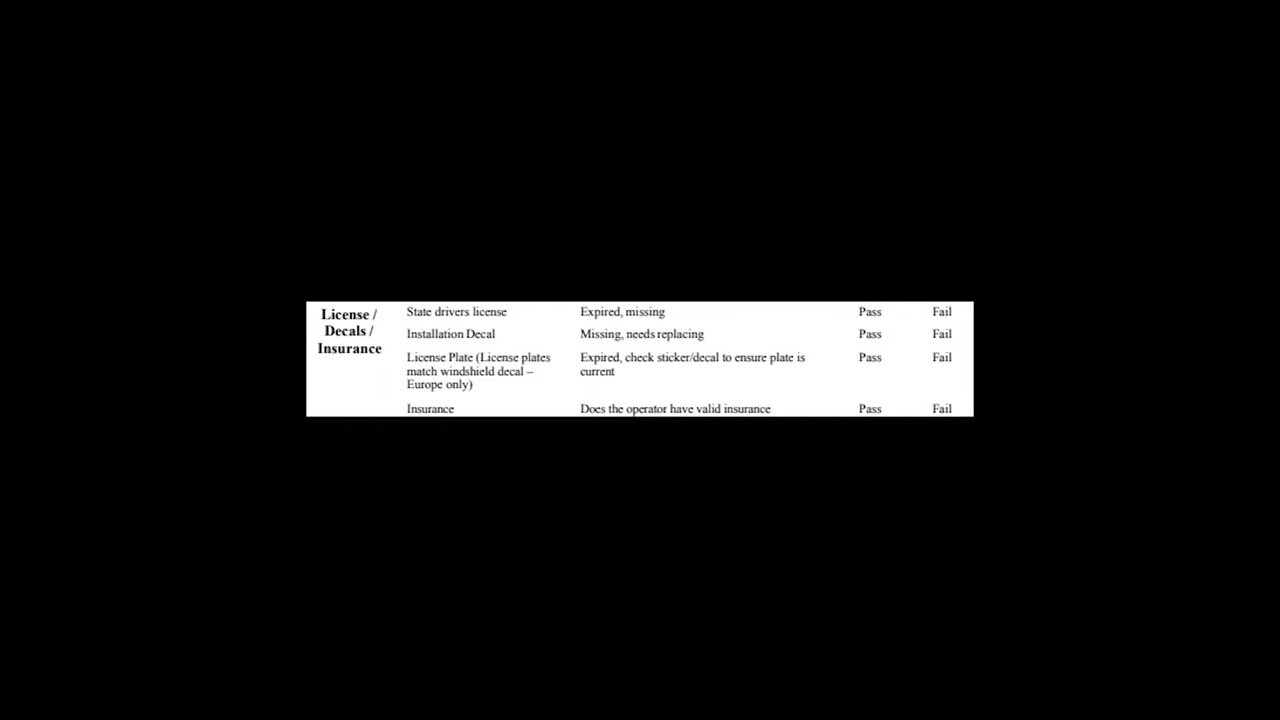 License / State drivers license Expired, missing Pass Fail
Decals / Installation Decal Missing, needs replacing Pass Fail
Insurance
License Plate (License plates Expired, check sticker/decal to ensure plate is Pass Fail
match windshield decal – current
Europe only)
Insurance Does the operator have valid insurance Pass Fail